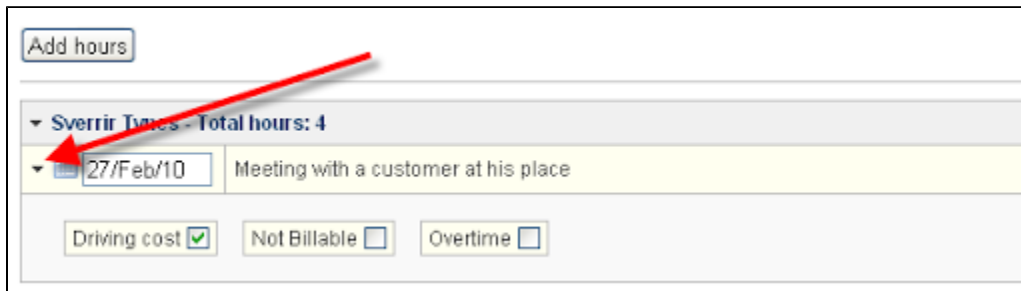 Add hours
Sverrir Types - Total hours: 4
27/Feb/10 Meeting with a customer at his place
Driving cost Not Billable Overtime